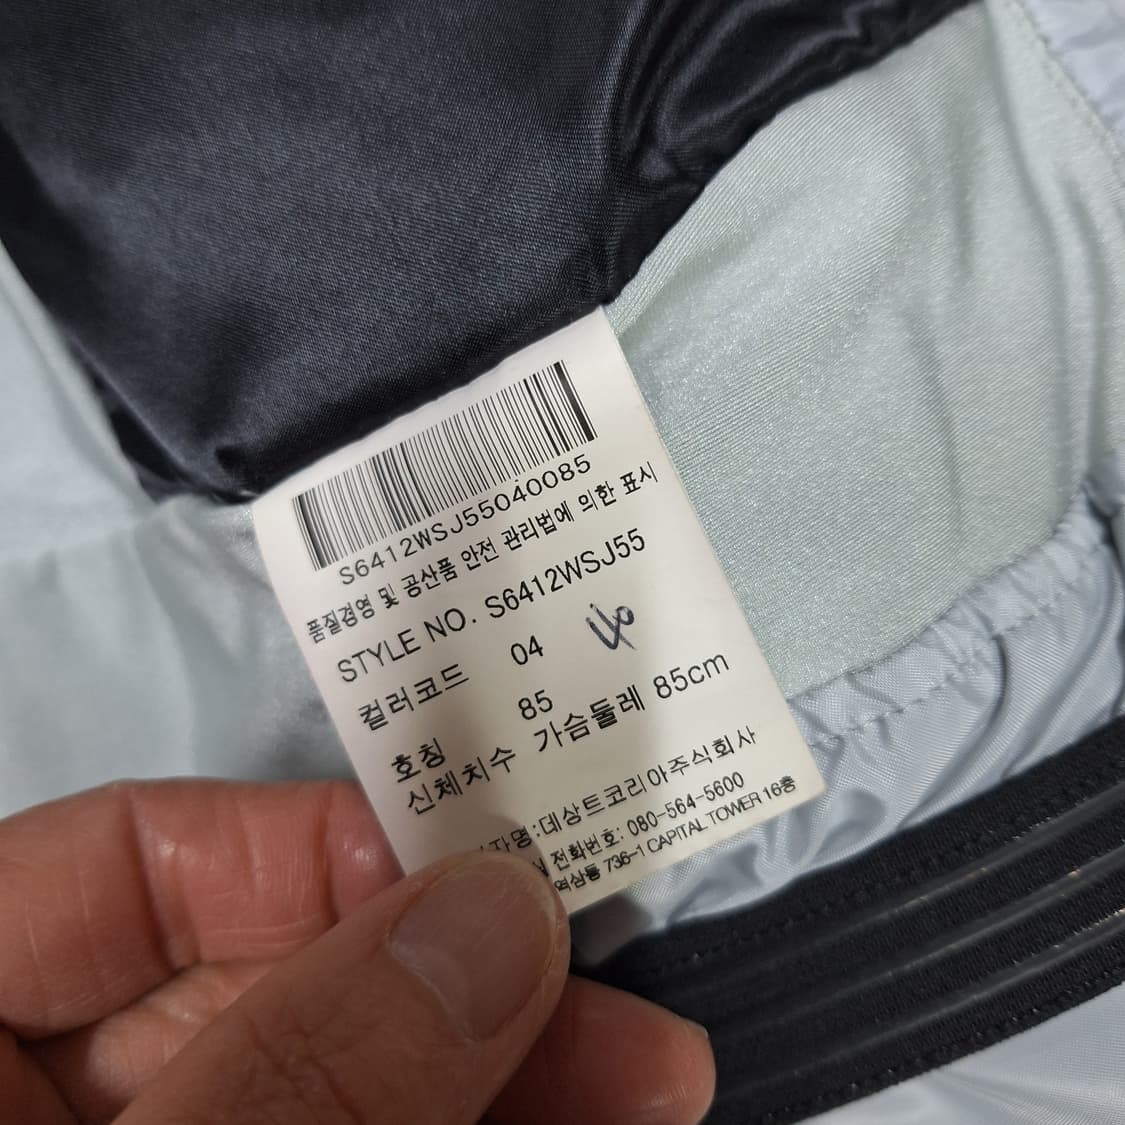 S6412WSJ55040085
품질경영 및 공산품 안전 관리법에 의한 표시
STYLE NO. S6412WSJ55
컬러코드 04
호칭 85
신체치수 가슴둘레 85cm
자명:데상트코리아주식회사
전화번호: 080-564-5600
역삼동 736-1 CAPITAL TOWER 16층